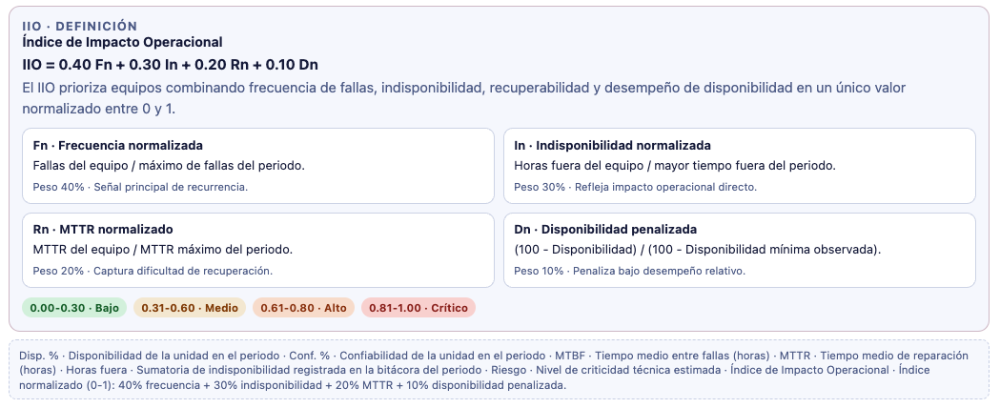 IIO · DEFINICIÓN
Índice de Impacto Operacional
IIO = 0.40 Fn + 0.30 In + 0.20 Rn + 0.10 Dn
El IIO prioriza equipos combinando frecuencia de fallas, indisponibilidad, recuperabilidad y desempeño de disponibilidad en un único valor
normalizado entre 0 y 1.
Fn · Frecuencia normalizada
Fallas del equipo / máximo de fallas del periodo.
Peso 40% · Señal principal de recurrencia.
In · Indisponibilidad normalizada
Horas fuera del equipo / mayor tiempo fuera del periodo.
Peso 30% · Refleja impacto operacional directo.
Rn · MTTR normalizado
MTTR del equipo / MTTR máximo del periodo.
Peso 20% · Captura dificultad de recuperación.
Dn · Disponibilidad penalizada
(100 - Disponibilidad) / (100 - Disponibilidad mínima observada).
Peso 10% · Penaliza bajo desempeño relativo.
0.00-0.30 · Bajo 0.31-0.60 · Medio 0.61-0.80 · Alto 0.81-1.00 · Crítico
Disp. % · Disponibilidad de la unidad en el periodo · Conf. % · Confiabilidad de la unidad en el periodo · MTBF · Tiempo medio entre fallas (horas) · MTTR · Tiempo medio de reparación
(horas) · Horas fuera · Sumatoria de indisponibilidad registrada en la bitácora del periodo · Riesgo · Nivel de criticidad técnica estimada · Índice de Impacto Operacional · Índice
normalizado (0-1): 40% frecuencia + 30% indisponibilidad + 20% MTTR + 10% disponibilidad penalizada.